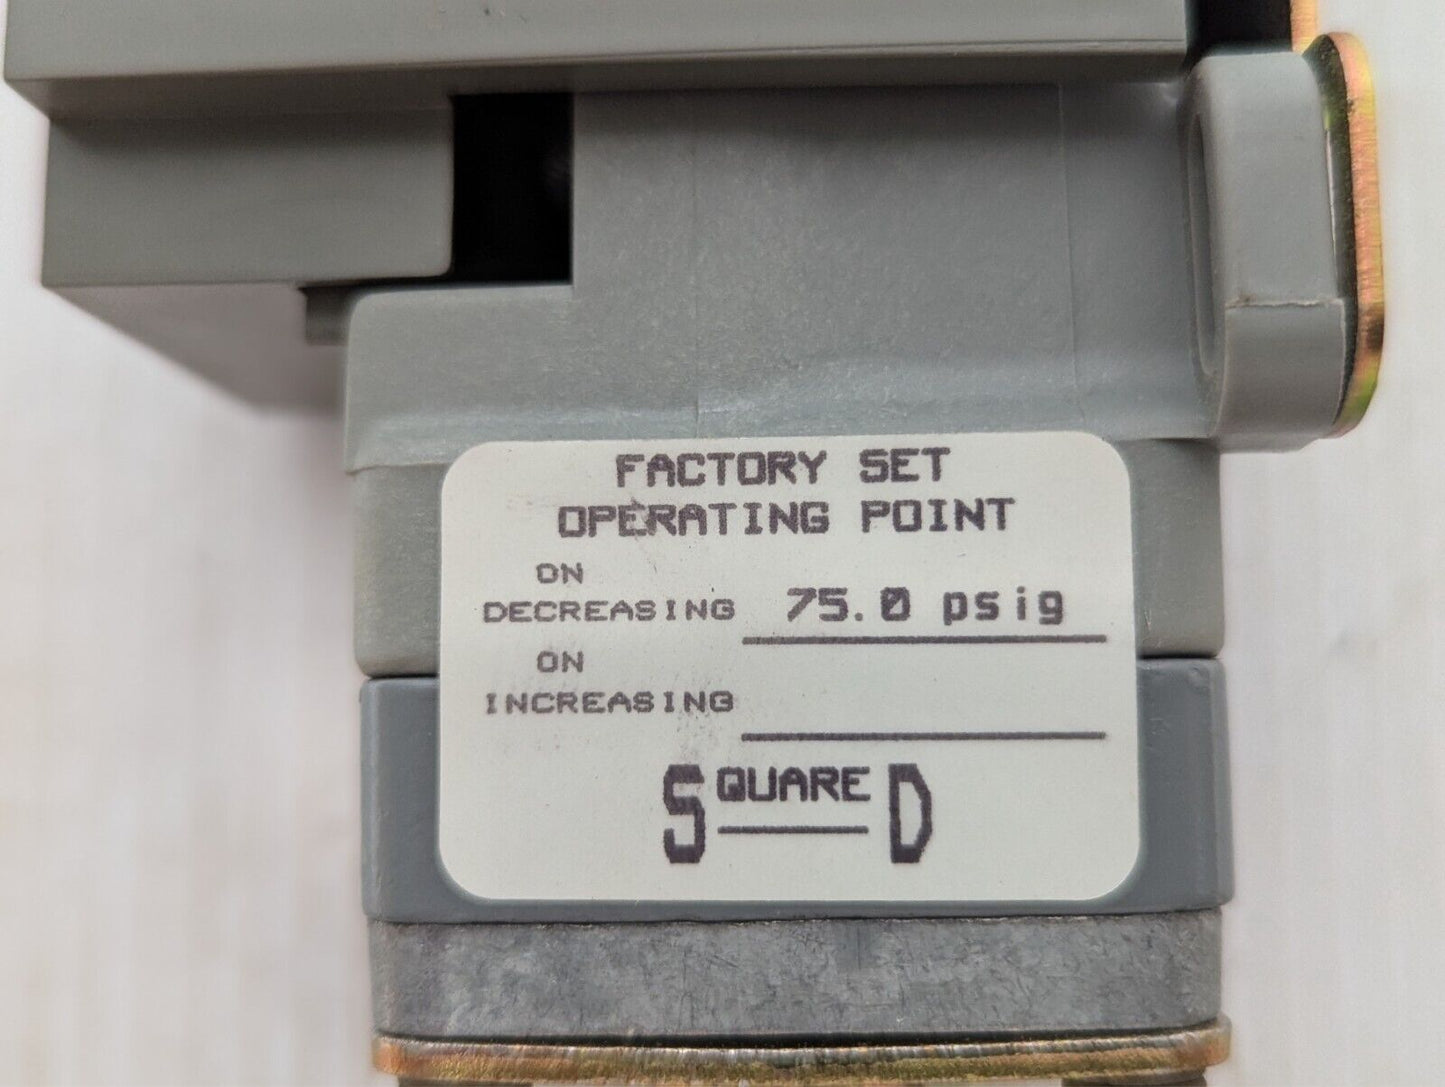 FACTORY SET
OPERATING POINT
ON
DECREASING 75.0 psig
ON
INCREASING
SQUARE D